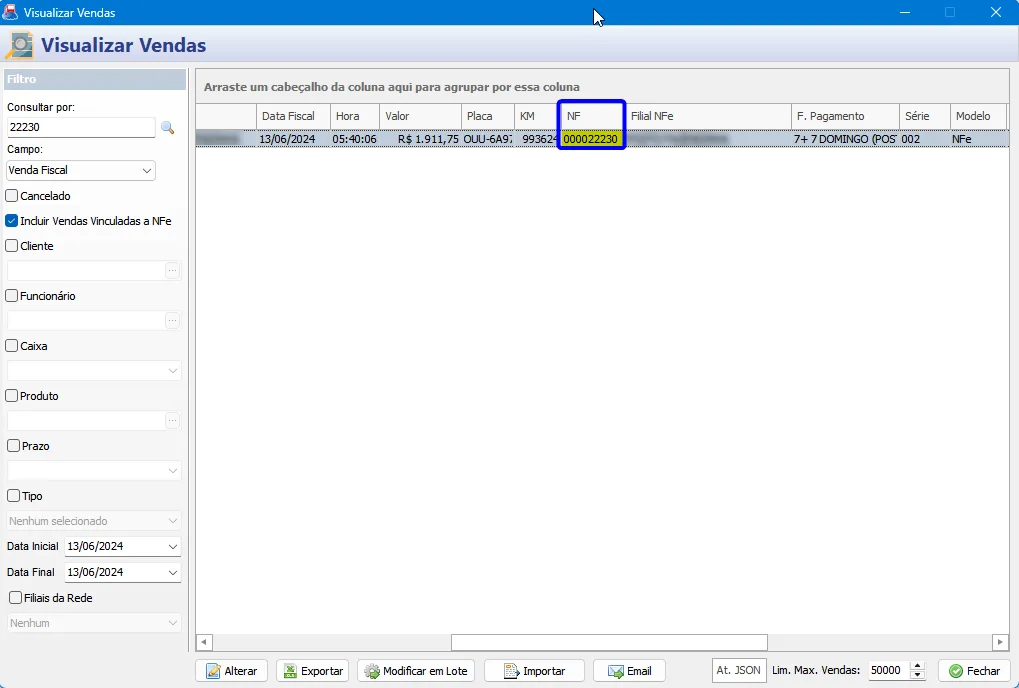 Visualizar Vendas
Visualizar Vendas
Filtro
Consultar por:
22230
Campo:
Venda Fiscal
Cancelado
Incluir Vendas Vinculadas a NFe
Cliente
...
Funcionário
...
Caixa
Produto
...
Prazo
Tipo
Nenhum selecionado
Data Inicial 13/06/2024
Data Final 13/06/2024
Filiais da Rede
Nenhum
Arraste um cabeçalho da coluna aqui para agrupar por essa coluna
Data Fiscal Hora Valor Placa KM NF Filial NFe F. Pagamento Série Modelo
13/06/2024 05:40:06 R$ 1.911,75 OUU-6A97 993624 000022230 7+ 7 DOMINGO (POS 002 NFe
Alterar Exportar Modificar em Lote Importar Email At. JSON Lim. Max. Vendas: 50000 Fechar